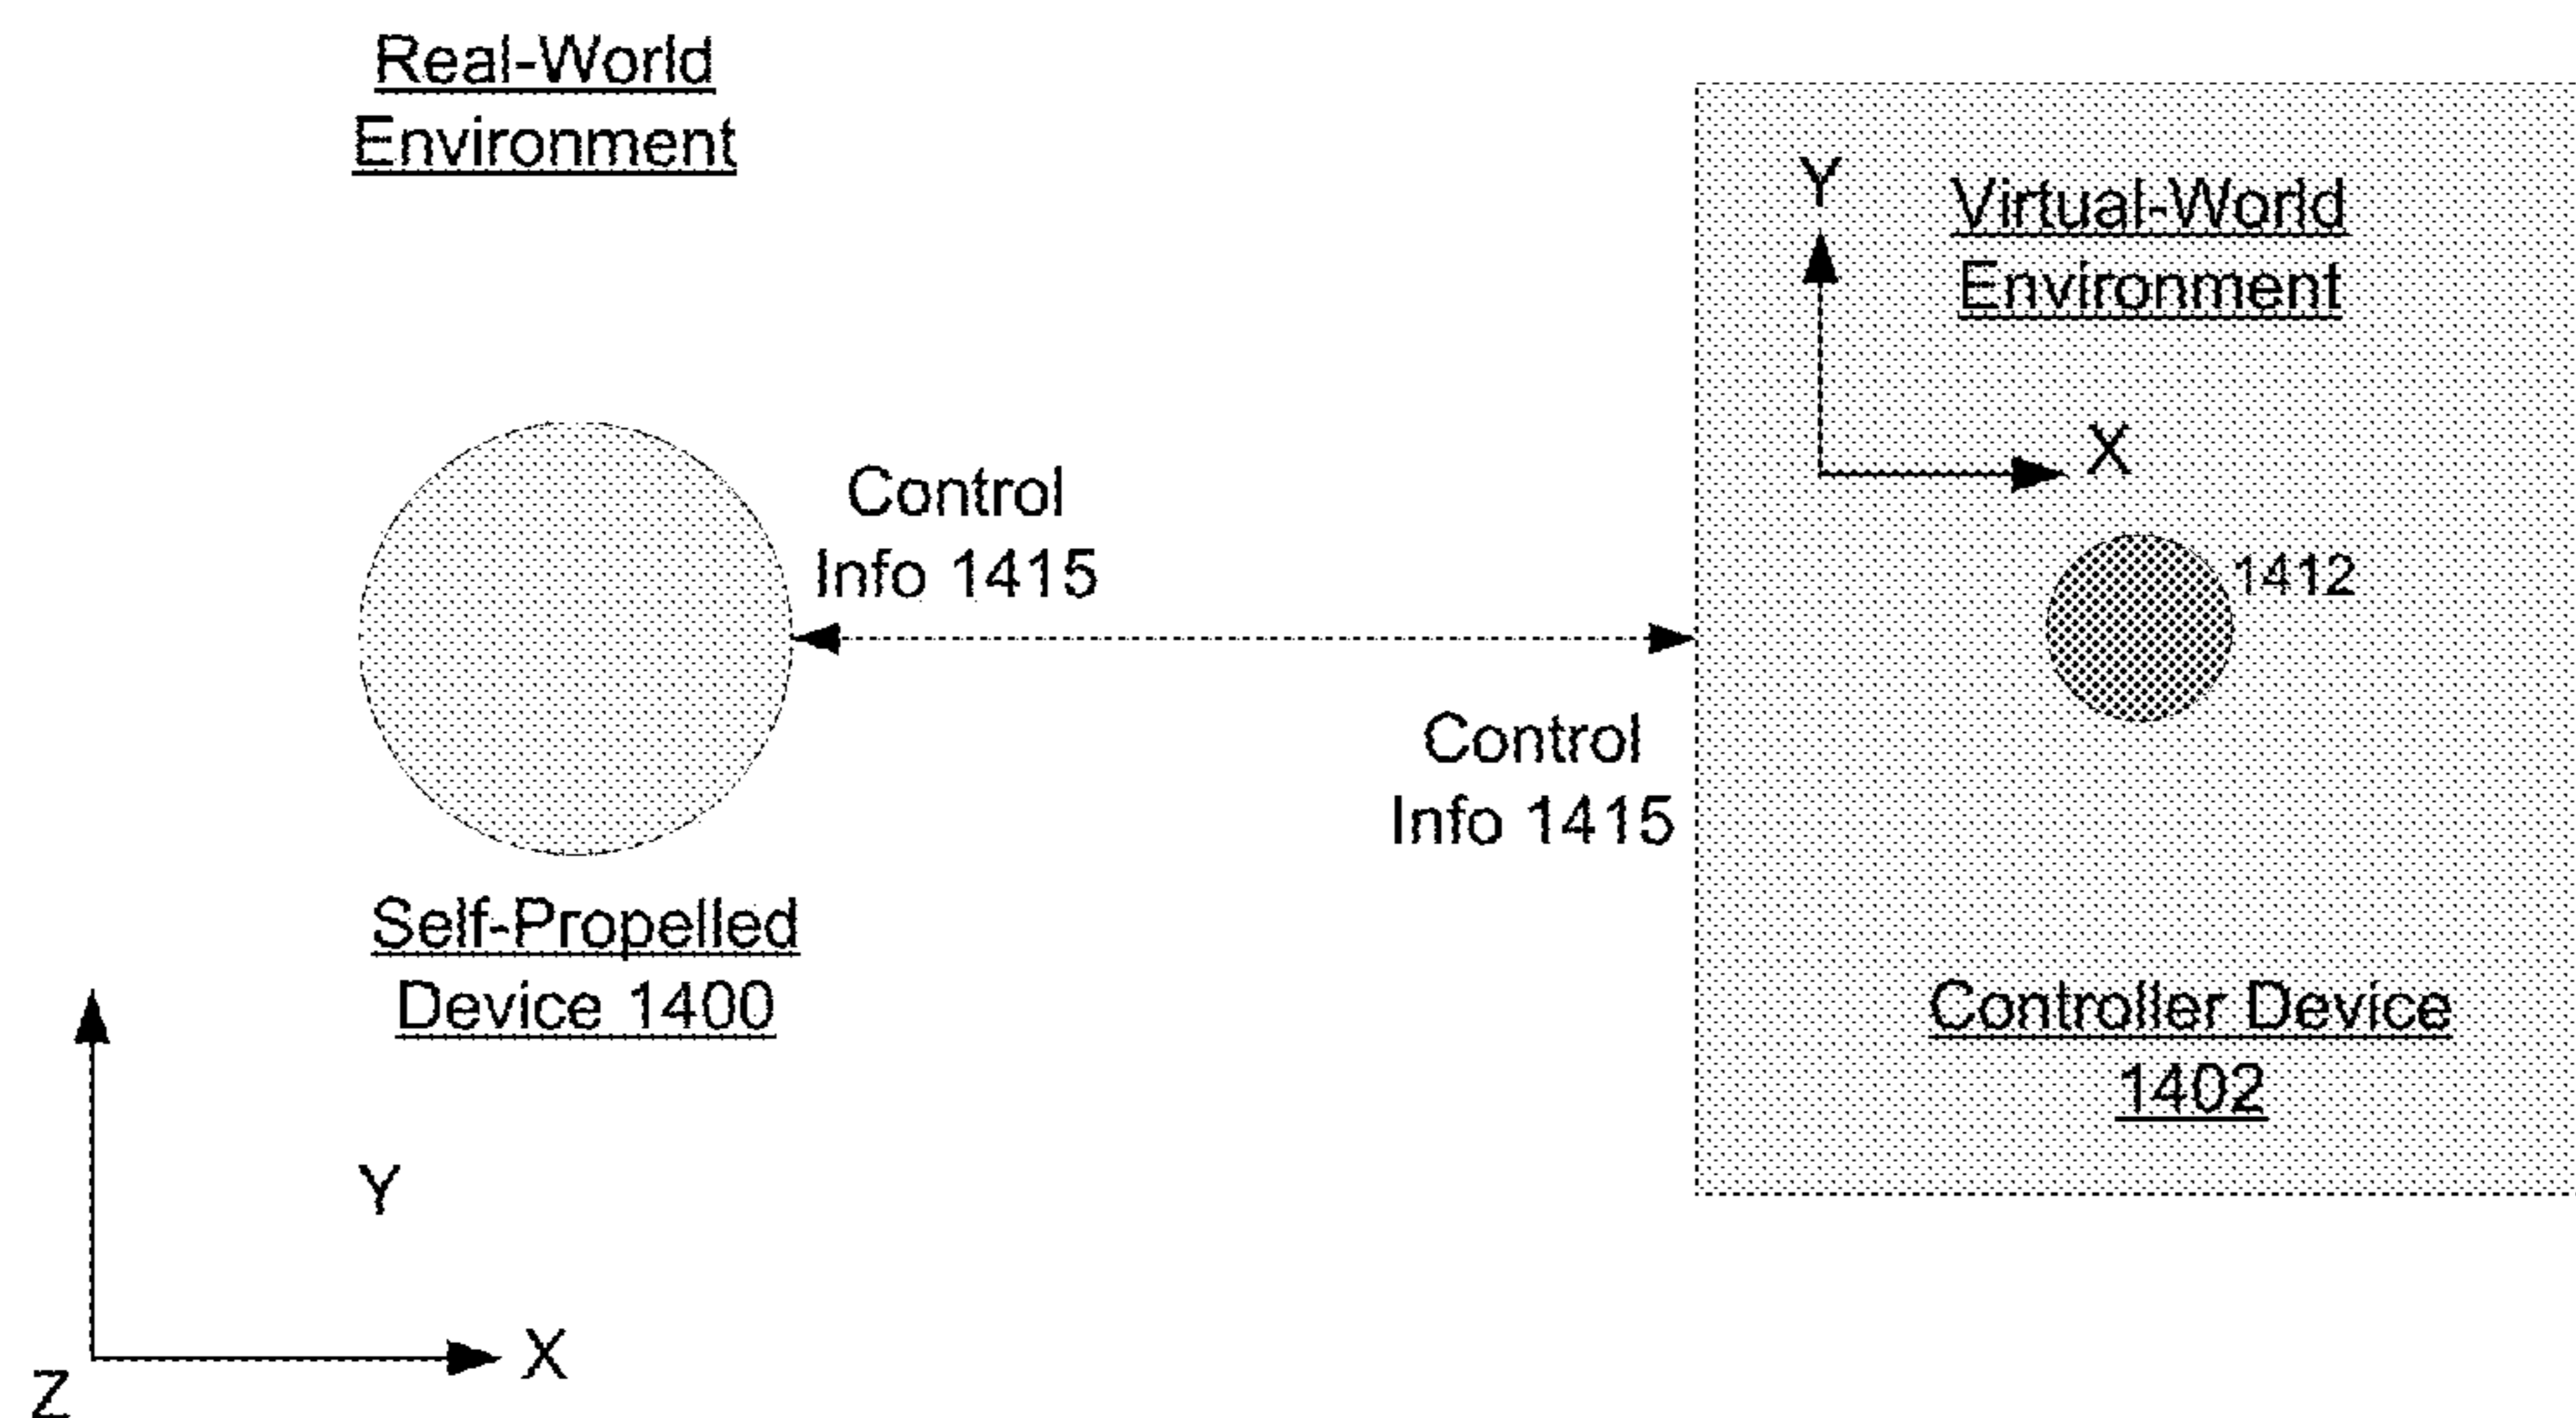 Real-World
Environment
Y
Virtual-World
Environment
X
Control
Info 1415
1412
Control
Info 1415
Self-Propelled
Device 1400
Controller Device
1402
Y
X
Z